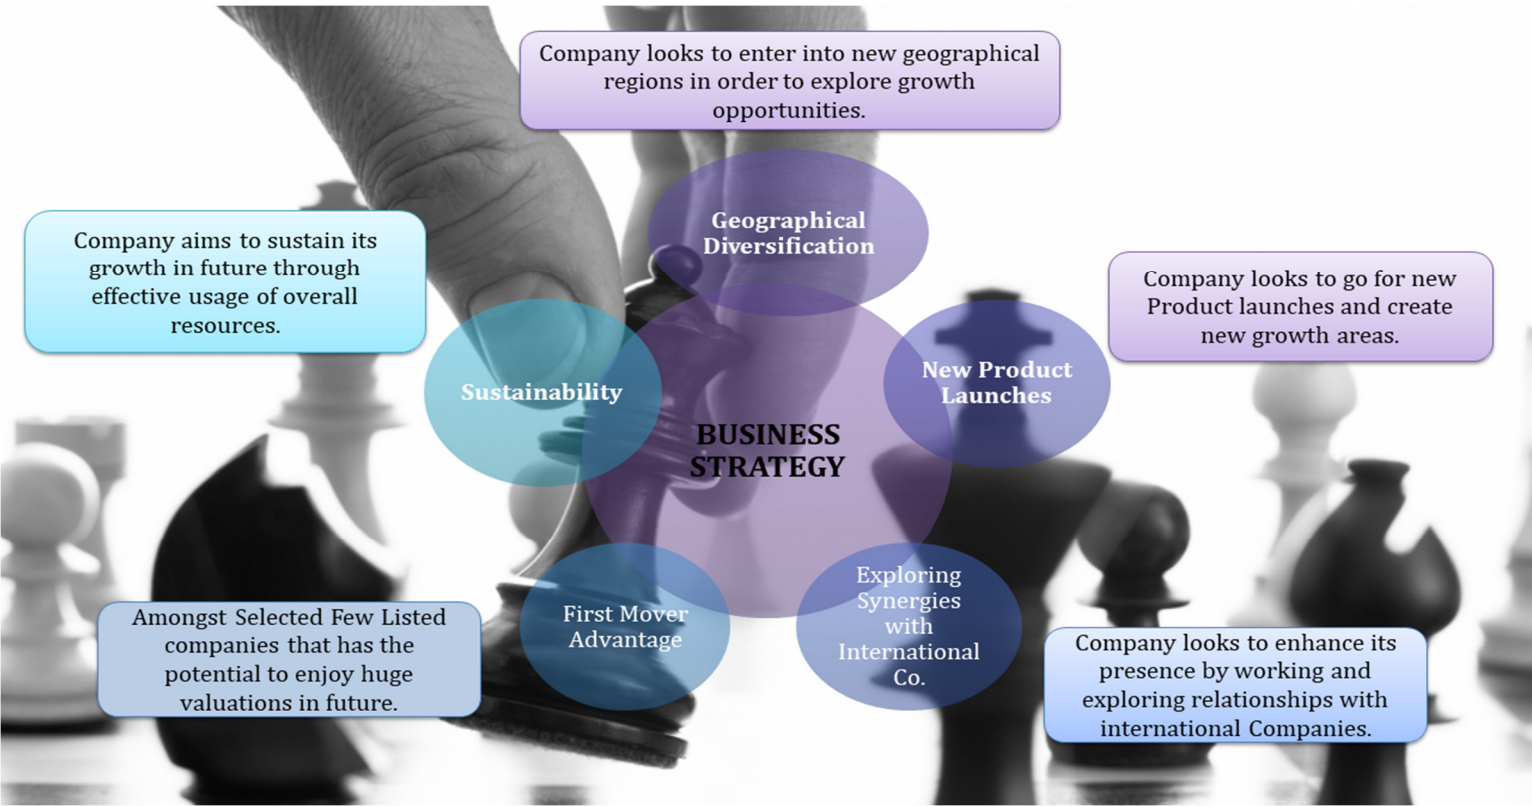 Company looks to enter into new geographical
regions in order to explore growth
opportunities.
Geographical
Diversification
Company aims to sustain its
growth in future through
effective usage of overall
resources.
Sustainability
Company looks to go for new
Product launches and create
new growth areas.
New Product
Launches
BUSINESS
STRATEGY
Amongst Selected Few Listed
companies that has the
potential to enjoy huge
valuations in future.
First Mover
Advantage
Exploring
Synergies
with
International
Co.
Company looks to enhance its
presence by working and
exploring relationships with
international Companies.